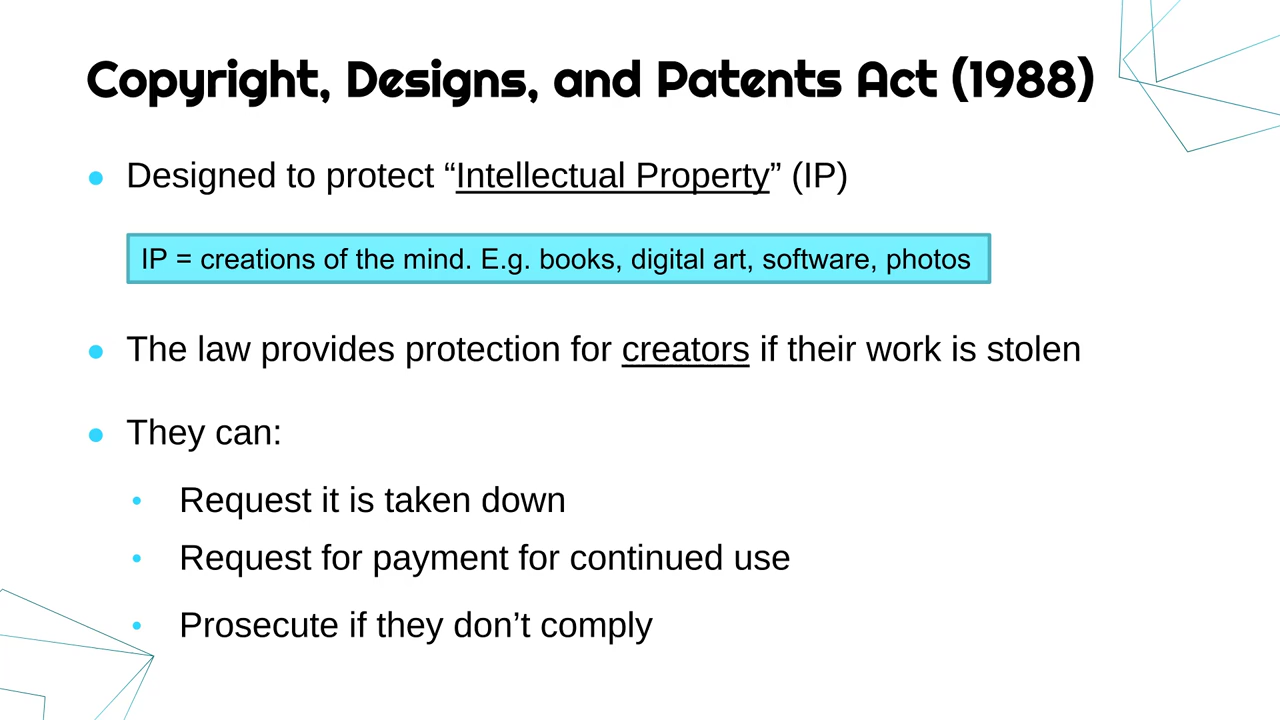 Copyright, Designs, and Patents Act (1988)
Designed to protect “Intellectual Property” (IP)
IP = creations of the mind. E.g. books, digital art, software, photos
The law provides protection for creators if their work is stolen
They can:
Request it is taken down
Request for payment for continued use
Prosecute if they don’t comply